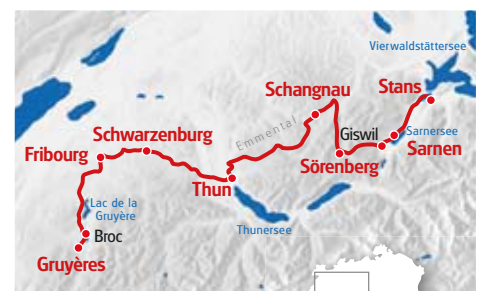 Vierwaldstättersee
Stans
Schangnau
Emmental
Giswil
Sarnersee
Sarnen
Schwarzenburg
Fribourg
Sörenberg
Thun
Lac de la
Gruyère
Thunersee
Broc
Gruyères